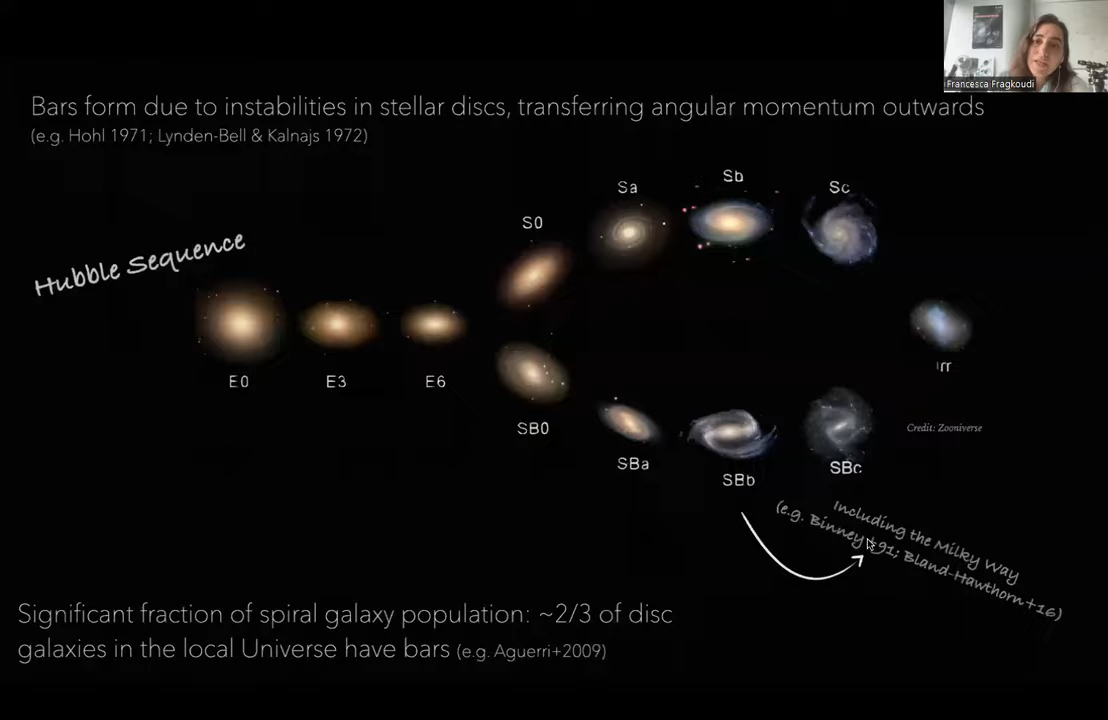 Francesca Fragkoudi
Bars form due to instabilities in stellar discs, transferring angular momentum outwards
(e.g. Hohl 1971; Lynden-Bell & Kalnajs 1972)
Hubble Sequence
S0
Sa
Sb
Sc
E0
E3
E6
Irr
SB0
SBa
SBb
SBc
Credit: Zooniverse
Including the Milky Way
(e.g. Binney+91; Bland-Hawthorn+16)
Significant fraction of spiral galaxy population: ~2/3 of disc
galaxies in the local Universe have bars (e.g. Aguerri+2009)